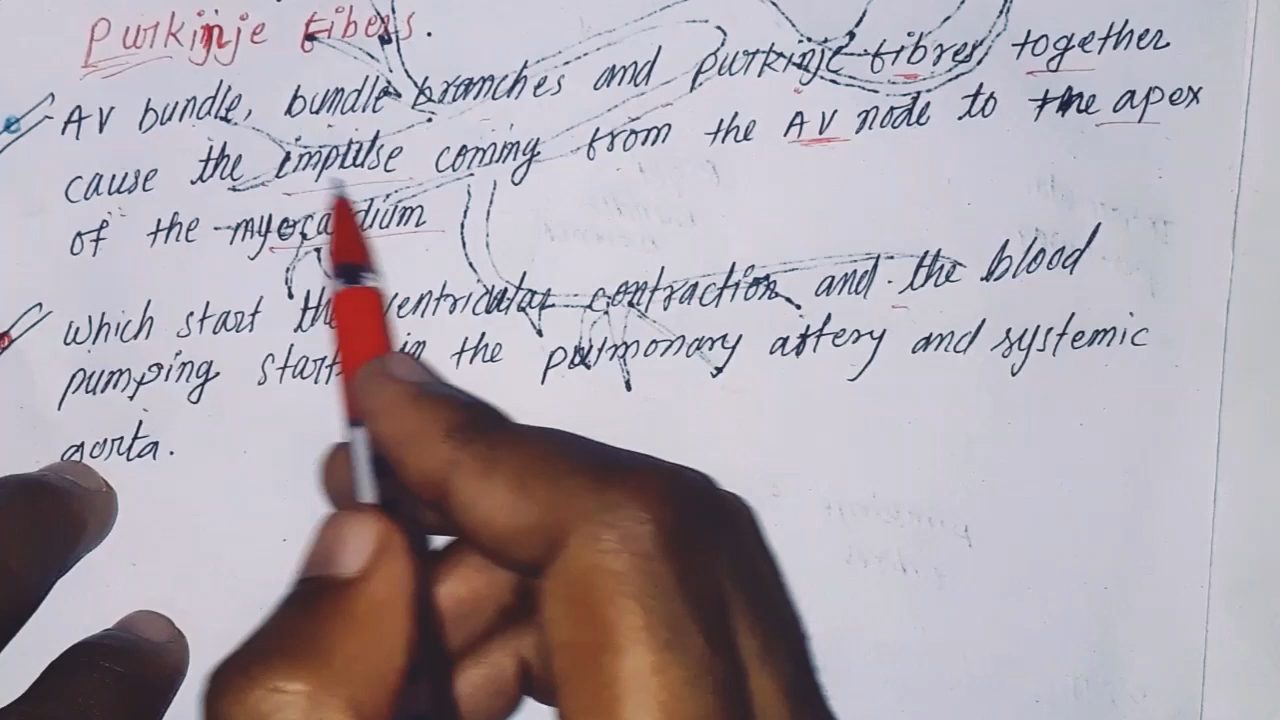 Purkinje fibers.
AV bundle, bundle branches and purkinje fibres together
cause the impulse coming from the AV node to the apex
of the myocardium
which start the ventricular contraction and the blood
pumping start in the pulmonary artery and systemic
aorta.